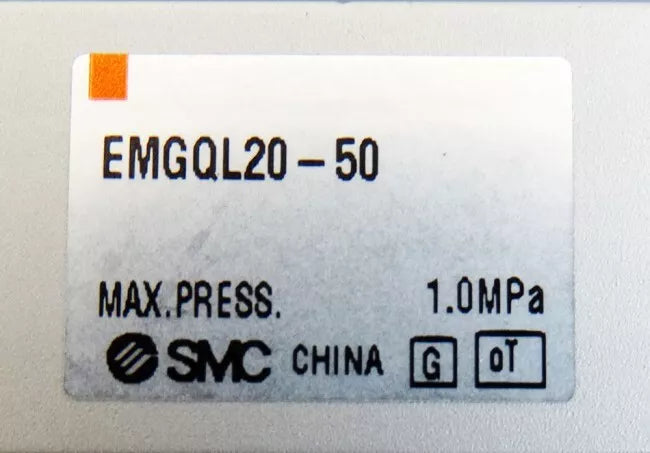 EMGQL20-50
MAX.PRESS. 1.0MPa
SMC CHINA G oT